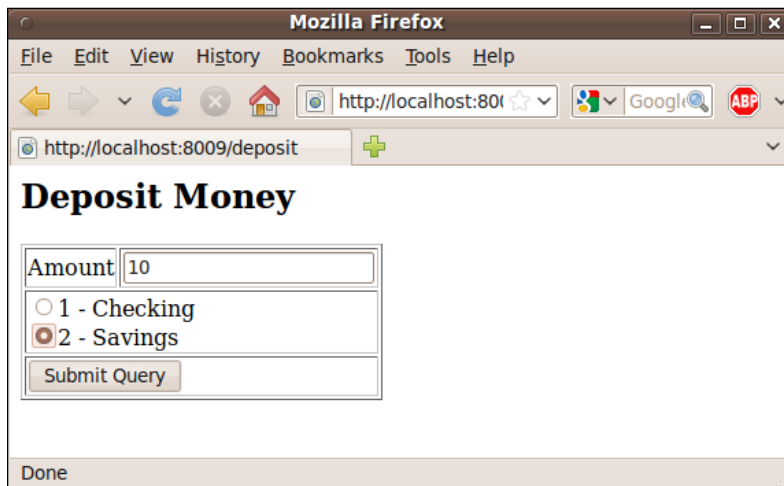 Mozilla Firefox
File Edit View History Bookmarks Tools Help
http://localhost:800 Google ABP
http://localhost:8009/deposit
Deposit Money
Amount 10
1 - Checking
2 - Savings
Submit Query
Done